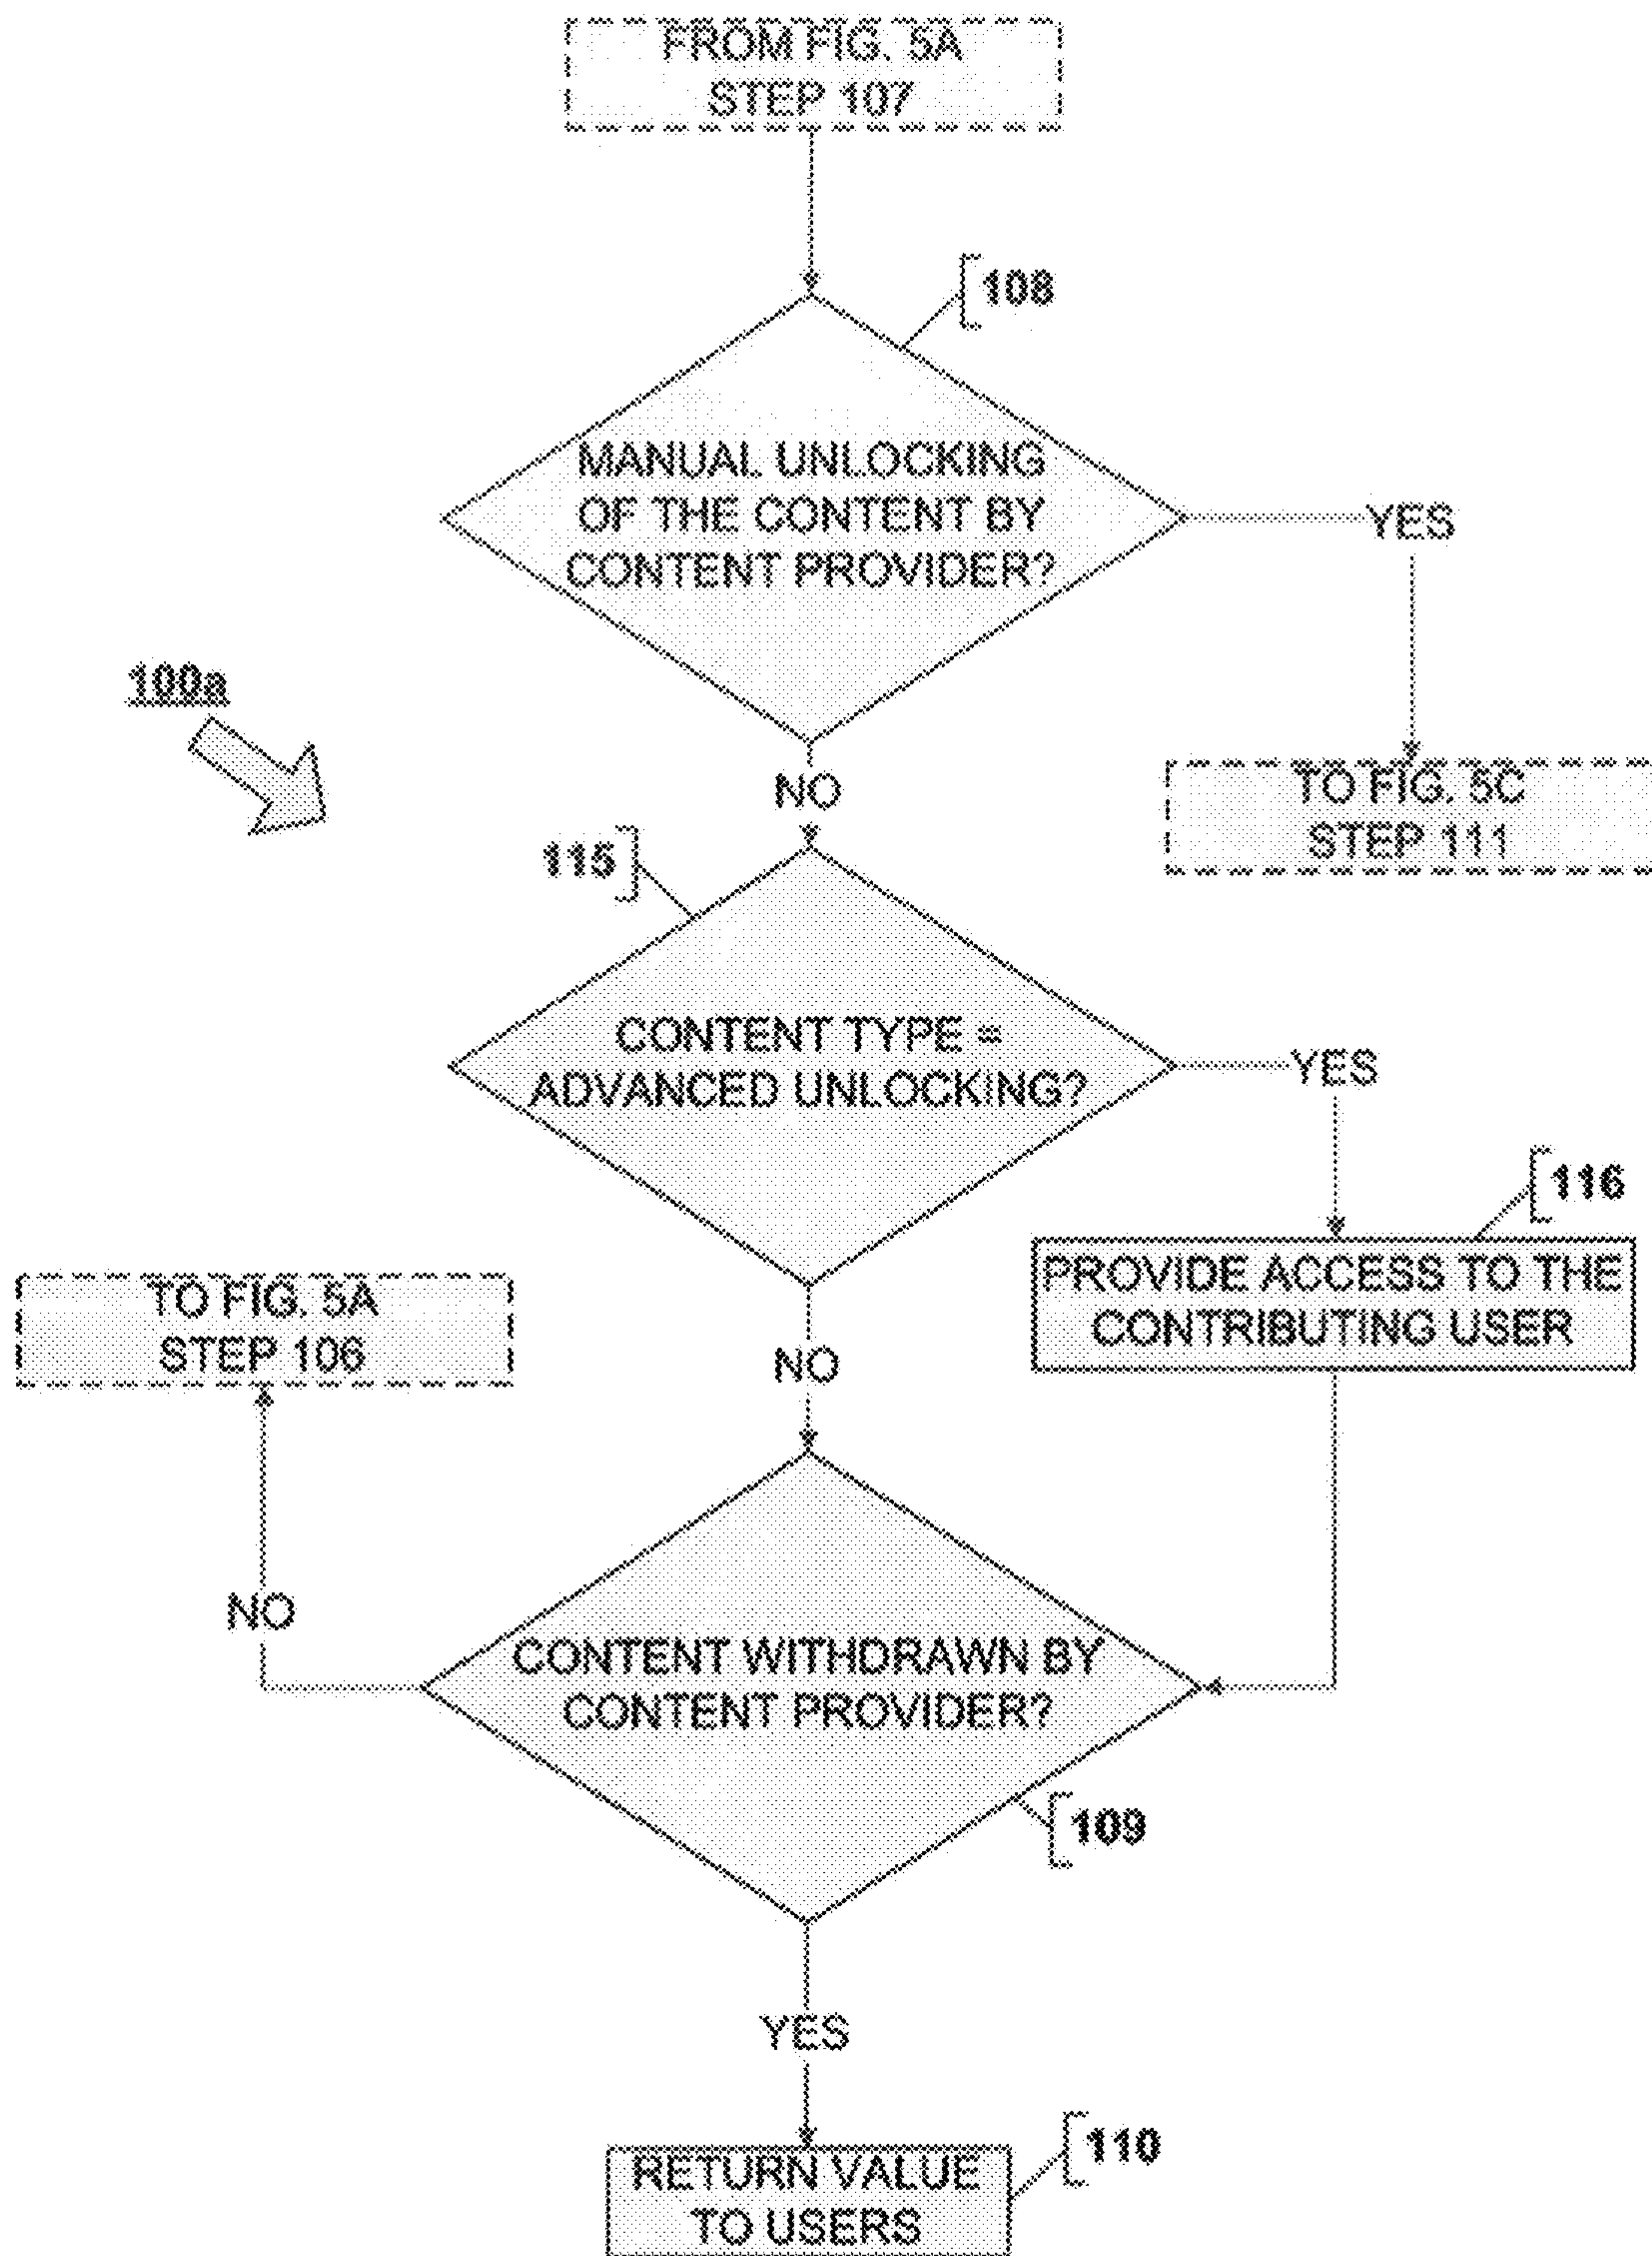 FROM FIG. 5A
STEP 107
108
MANUAL UNLOCKING
OF THE CONTENT BY
CONTENT PROVIDER?
YES
100a
NO
TO FIG. 5C
STEP 111
115
CONTENT TYPE =
ADVANCED UNLOCKING?
YES
116
PROVIDE ACCESS TO THE
CONTRIBUTING USER
TO FIG. 5A
STEP 106
NO
NO
CONTENT WITHDRAWN BY
CONTENT PROVIDER?
109
YES
110
RETURN VALUE
TO USERS